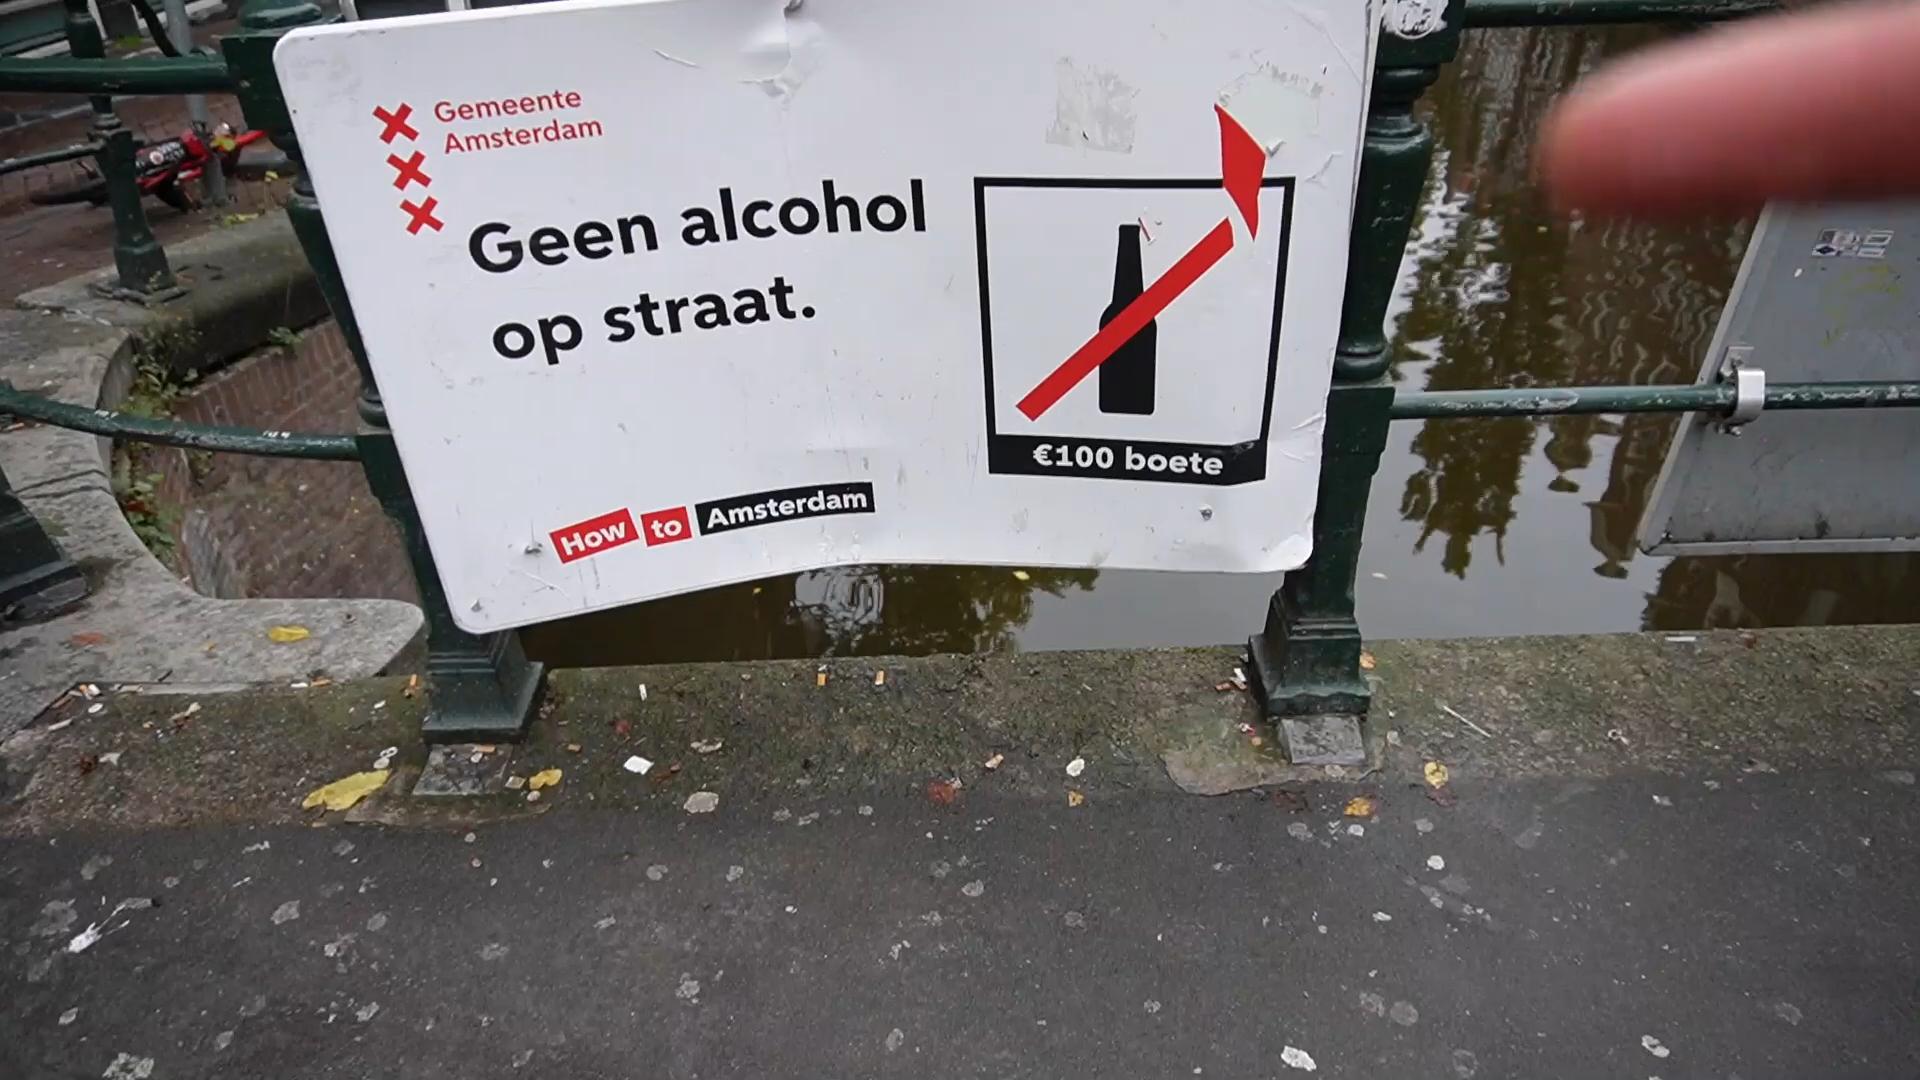 Gemeente
Amsterdam
Geen alcohol
op straat.
€100 boete
How to Amsterdam